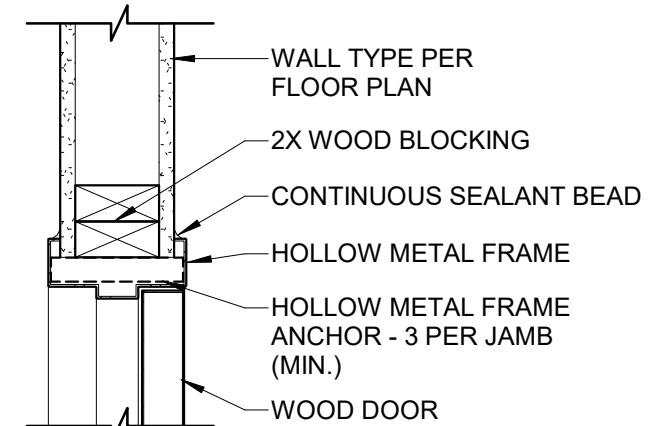 WALL TYPE PER
FLOOR PLAN
2X WOOD BLOCKING
CONTINUOUS SEALANT BEAD
HOLLOW METAL FRAME
HOLLOW METAL FRAME
ANCHOR - 3 PER JAMB
(MIN.)
WOOD DOOR